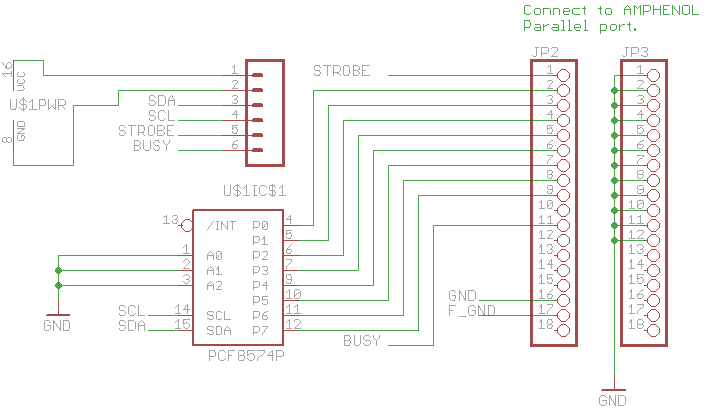 Connect to AMPHENOL
Parallel port.
JP2
JP3
16
VCC
U$1PWR
GND
8
1
2
3
4
5
6
SDA
SCL
STROBE
BUSY
STROBE
1
2
3
4
5
6
7
8
9
10
11
12
13
14
15
16
17
18
1
2
3
4
5
6
7
8
9
10
11
12
13
14
15
16
17
18
U$1IC$1
13
/INT
P0
4
P1
5
1
A0
P2
6
2
A1
P3
7
3
A2
P4
9
P5
10
SCL
14
SCL
P6
11
SDA
15
SDA
P7
12
PCF8574P
GND
GND
F_GND
BUSY
GND